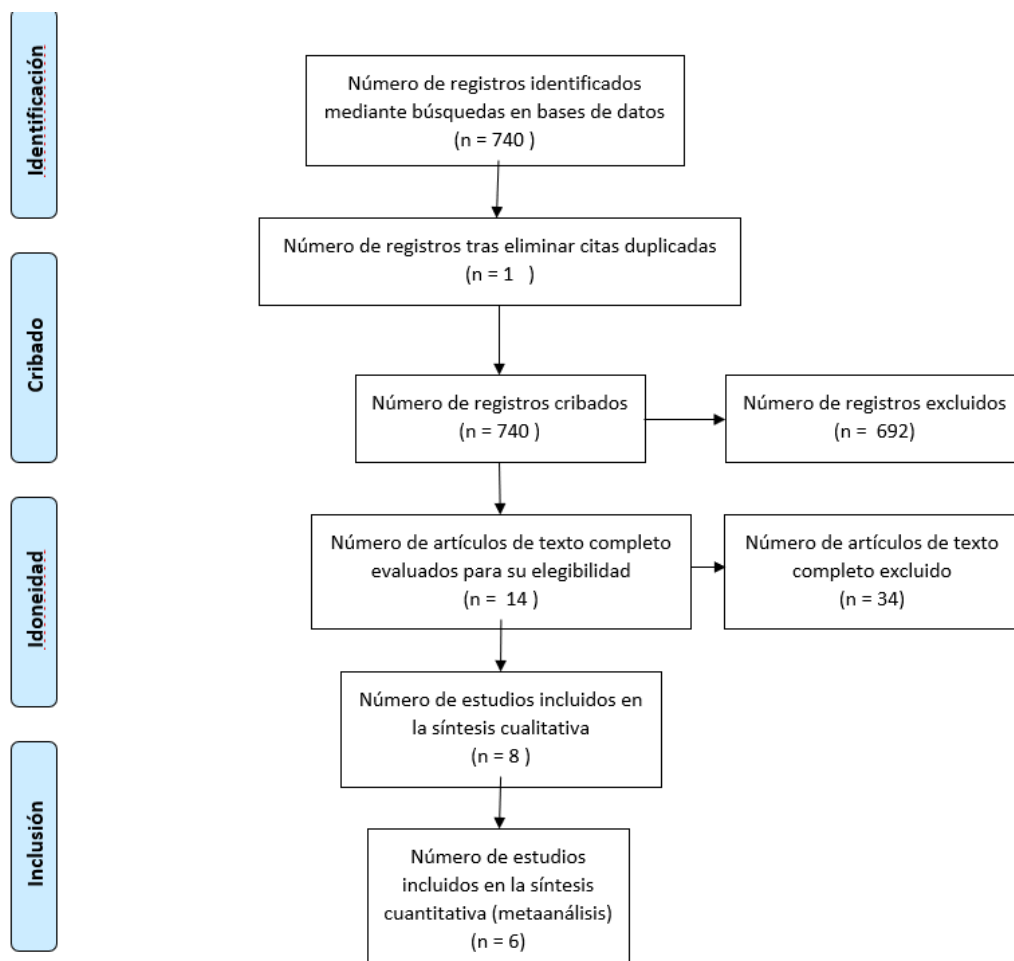 Identificación
Número de registros identificados
mediante búsquedas en bases de datos
(n = 740 )
Número de registros tras eliminar citas duplicadas
(n = 1 )
Cribado
Número de registros cribados
(n = 740 )
Número de registros excluidos
(n = 692)
Idoneidad
Número de artículos de texto completo
evaluados para su elegibilidad
(n = 14 )
Número de artículos de texto
completo excluido
(n = 34)
Número de estudios incluidos en
la síntesis cualitativa
(n = 8 )
Inclusión
Número de estudios
incluidos en la síntesis
cuantitativa (metaanálisis)
(n = 6)